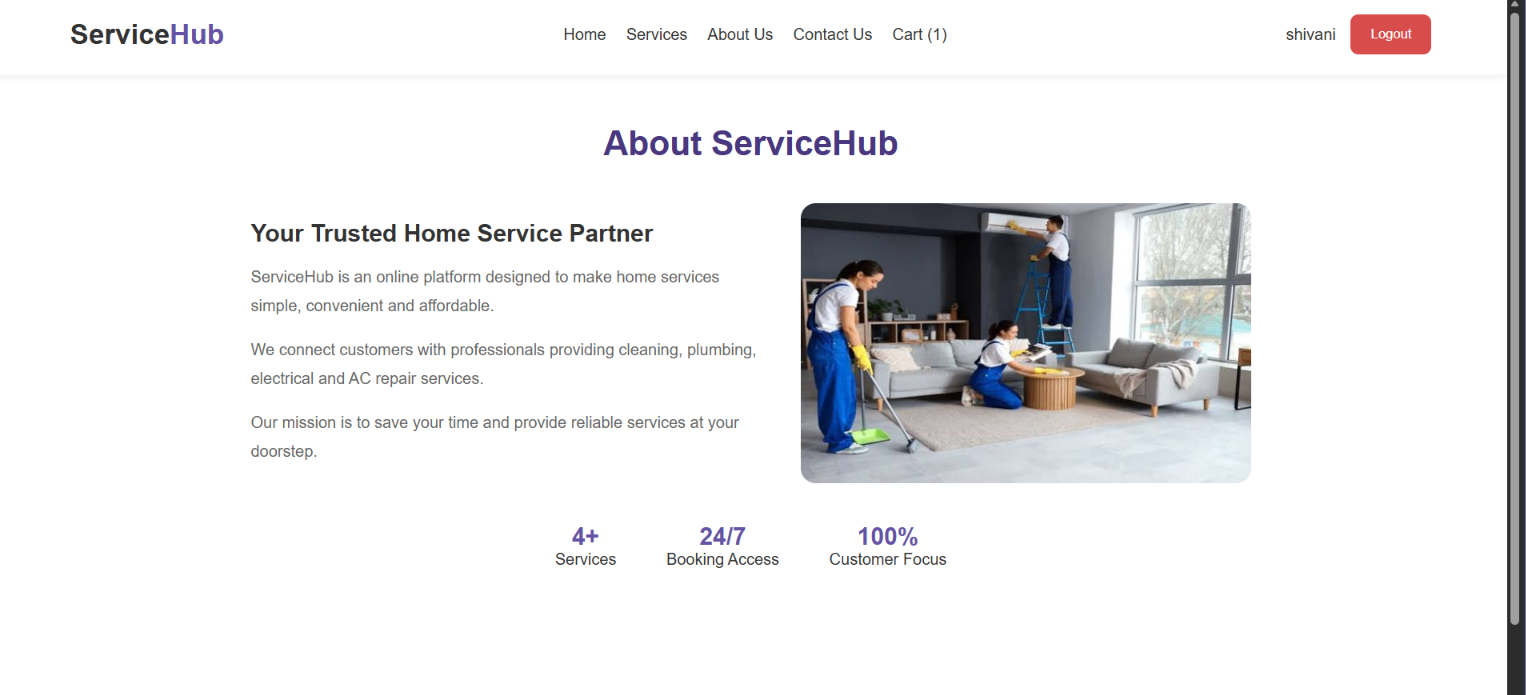 ServiceHub
Home Services About Us Contact Us Cart (1)
shivani Logout
About ServiceHub
Your Trusted Home Service Partner
ServiceHub is an online platform designed to make home services
simple, convenient and affordable.
We connect customers with professionals providing cleaning, plumbing,
electrical and AC repair services.
Our mission is to save your time and provide reliable services at your
doorstep.
4+
Services
24/7
Booking Access
100%
Customer Focus